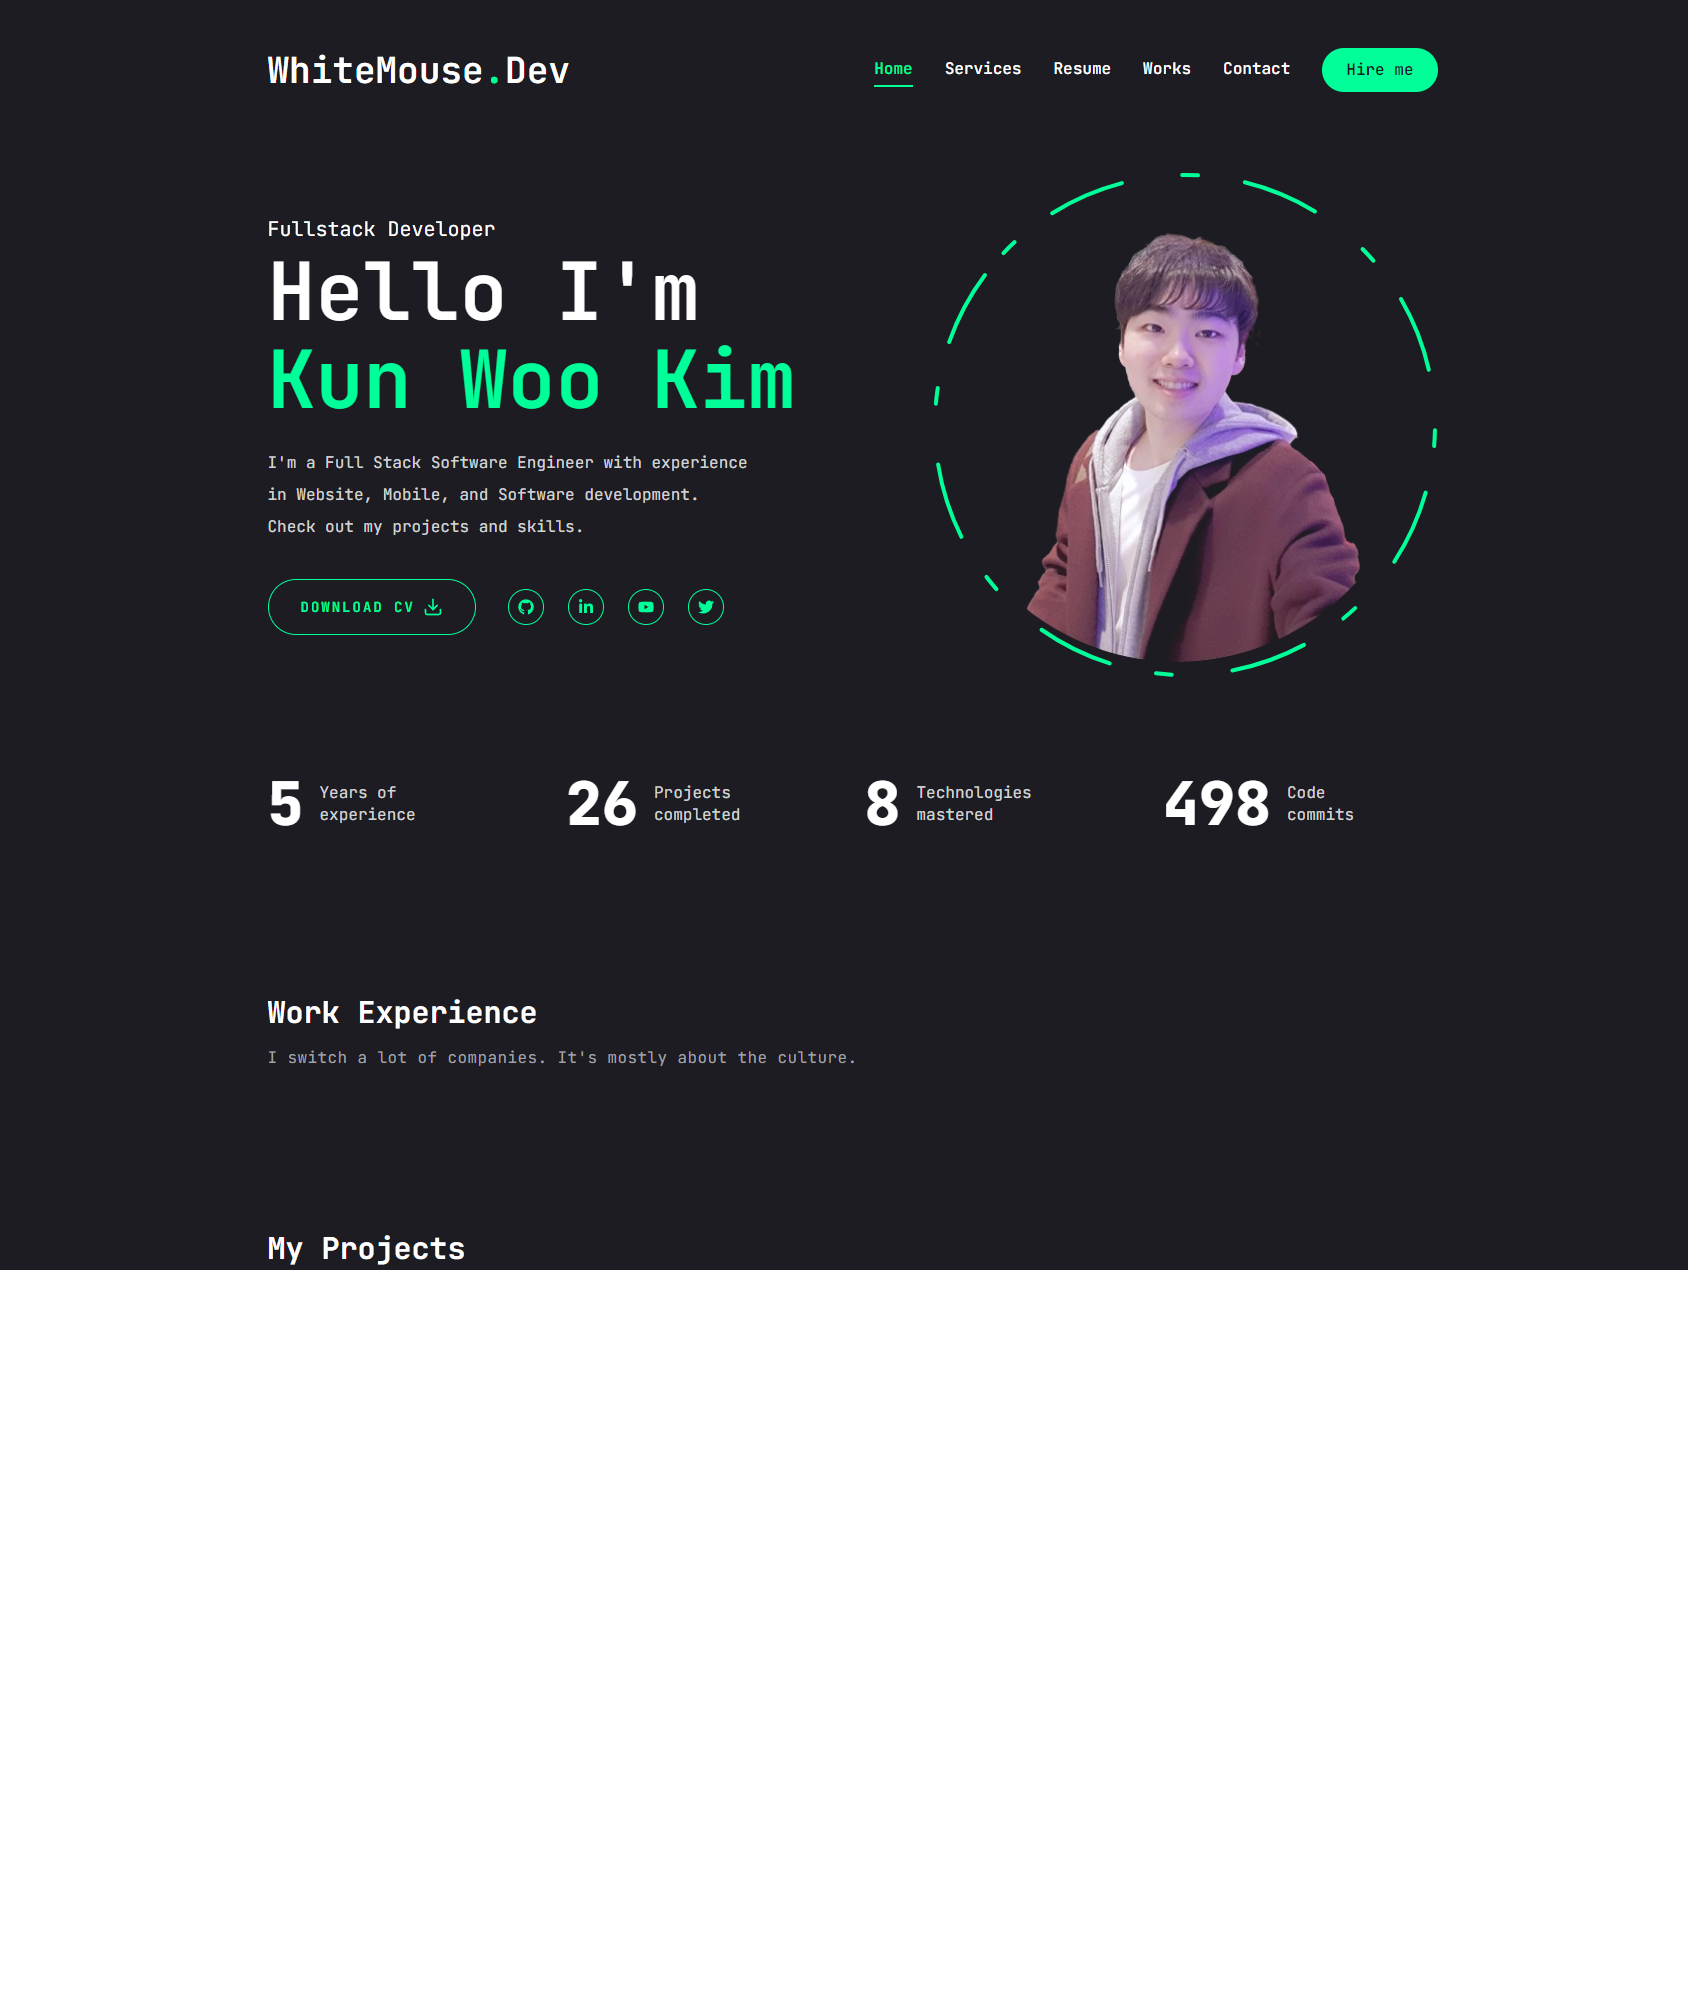 WhiteMouse.Dev
Home Services Resume Works Contact Hire me
Fullstack Developer
Hello I'm
Kun Woo Kim
I'm a Full Stack Software Engineer with experience
in Website, Mobile, and Software development.
Check out my projects and skills.
DOWNLOAD CV
5 Years of
experience
26 Projects
completed
8 Technologies
mastered
498 Code
commits
Work Experience
I switch a lot of companies. It's mostly about the culture.
My Projects